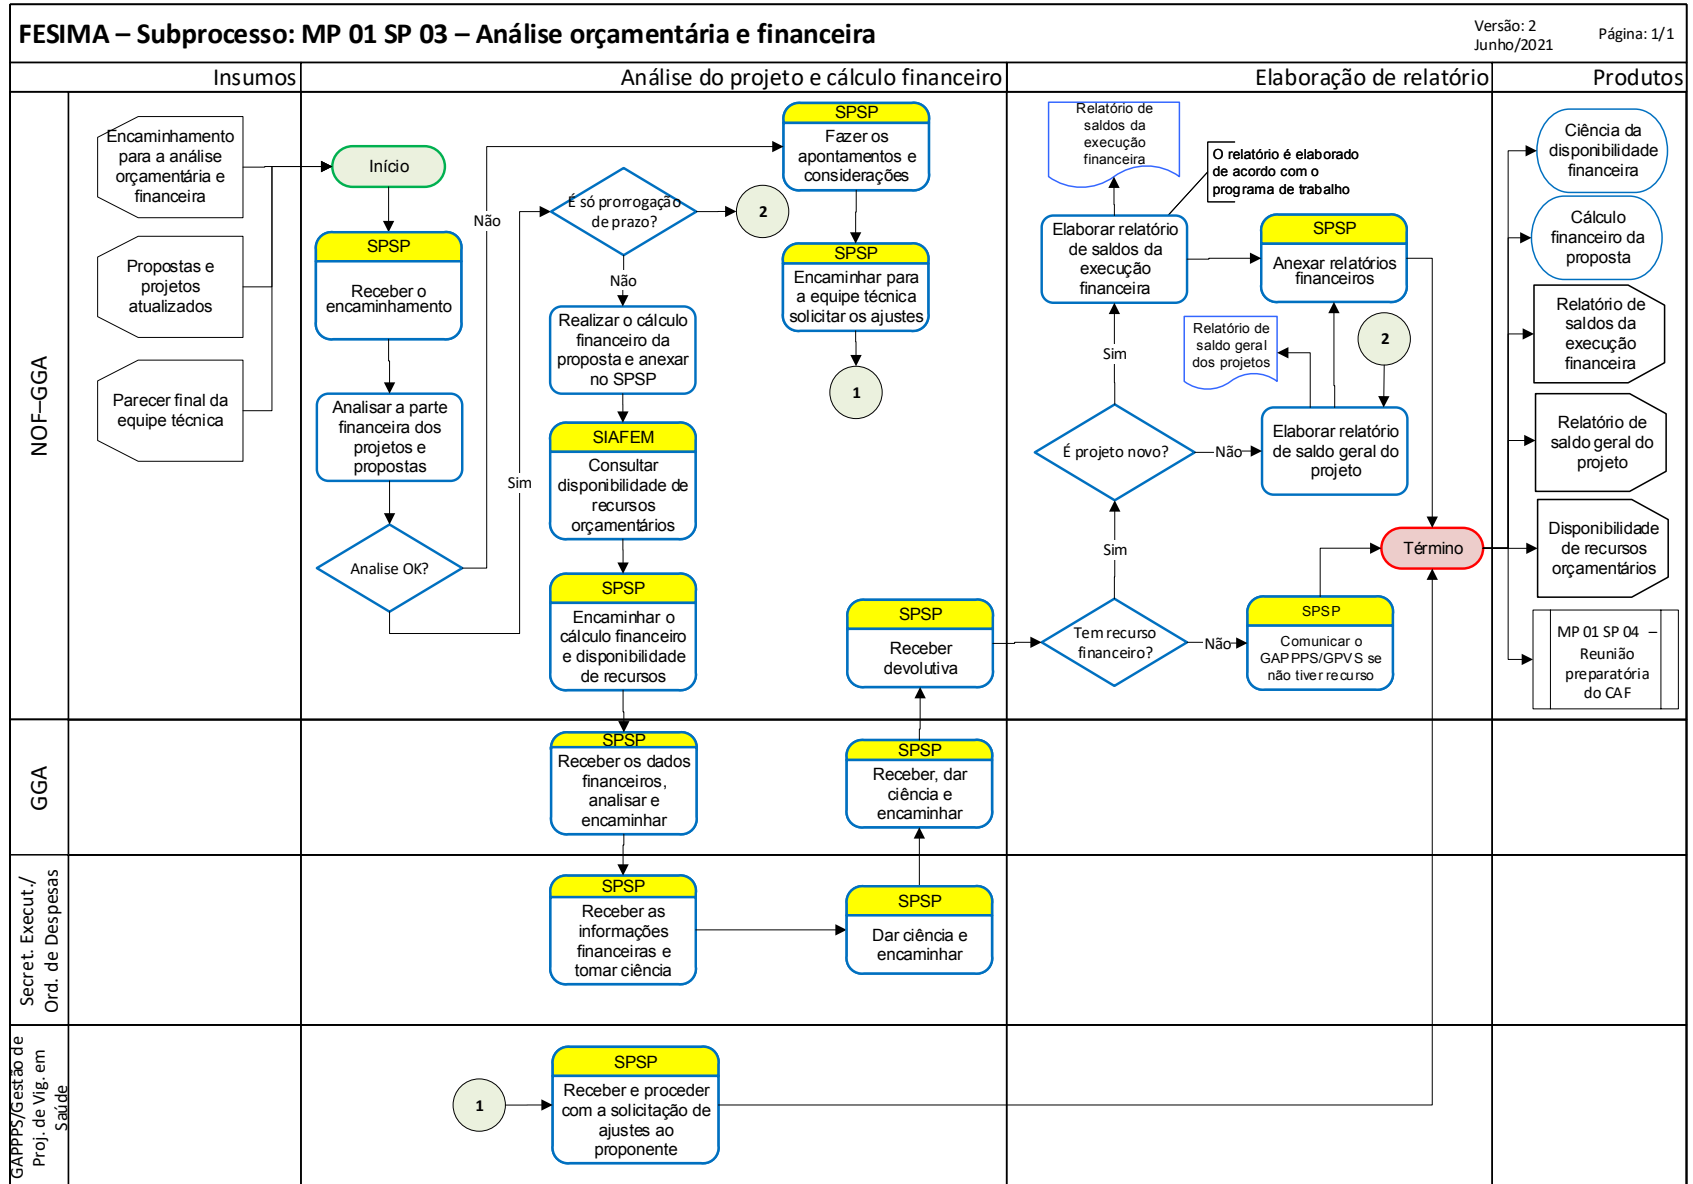 FESIMA – Subprocesso: MP 01 SP 03 – Análise orçamentária e financeira
Versão: 2
Junho/2021
Página: 1/1
Insumos
Análise do projeto e cálculo financeiro
Elaboração de relatório
Produtos
NOF–GGA
Encaminhamento
para a análise
orçamentária e
financeira
Propostas e
projetos
atualizados
Parecer final da
equipe técnica
Início
SPSP
Receber o
encaminhamento
Analisar a parte
financeira dos
projetos e
propostas
Analise OK?
Não
Sim
É só prorrogação
de prazo?
2
Não
Realizar o cálculo
financeiro da
proposta e anexar
no SPSP
SIAFEM
Consultar
disponibilidade de
recursos
orçamentários
SPSP
Encaminhar o
cálculo financeiro
e disponibilidade
de recursos
SPSP
Fazer os
apontamentos e
considerações
SPSP
Encaminhar para
a equipe técnica
solicitar os ajustes
1
SPSP
Receber
devolutiva
Relatório de
saldos da
execução
financeira
O relatório é elaborado
de acordo com o
programa de trabalho
Elaborar relatório
de saldos da
execução
financeira
SPSP
Anexar relatórios
financeiros
Sim
Relatório de
saldo geral
dos projetos
2
É projeto novo?
Não
Elaborar relatório
de saldo geral do
projeto
Sim
Término
Tem recurso
financeiro?
Não
SPSP
Comunicar o
GAPPPS/GPVS se
não tiver recurso
Ciência da
disponibilidade
financeira
Cálculo
financeiro da
proposta
Relatório de
saldos da
execução
financeira
Relatório de
saldo geral do
projeto
Disponibilidade
de recursos
orçamentários
MP 01 SP 04 –
Reunião
preparatória
do CAF
GGA
SPSP
Receber os dados
financeiros,
analisar e
encaminhar
SPSP
Receber, dar
ciência e
encaminhar
Secret. Execut./
Ord. de Despesas
SPSP
Receber as
informações
financeiras e
tomar ciência
SPSP
Dar ciência e
encaminhar
GAPPPS/Gestão de
Proj. de Vig. em
Saúde
1
SPSP
Receber e proceder
com a solicitação de
ajustes ao
proponente